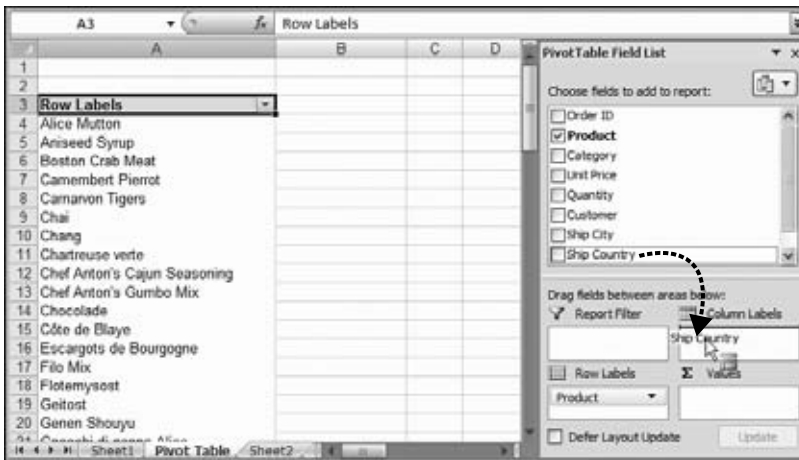 A3
fx
Row Labels
A
B
C
D
1
2
3 Row Labels
4 Alice Mutton
5 Aniseed Syrup
6 Boston Crab Meat
7 Camembert Pierrot
8 Carnarvon Tigers
9 Chai
10 Chang
11 Chartreuse verte
12 Chef Anton's Cajun Seasoning
13 Chef Anton's Gumbo Mix
14 Chocolade
15 Côte de Blaye
16 Escargots de Bourgogne
17 Filo Mix
18 Flotemysost
19 Geitost
20 Genen Shouyu
Sheet1
Pivot Table
Sheet2
PivotTable Field List
Choose fields to add to report:
Order ID
Product
Category
Unit Price
Quantity
Customer
Ship City
Ship Country
Drag fields between areas below:
Report Filter
Column Labels
Ship Country
Row Labels
Σ Values
Product
Defer Layout Update
Update